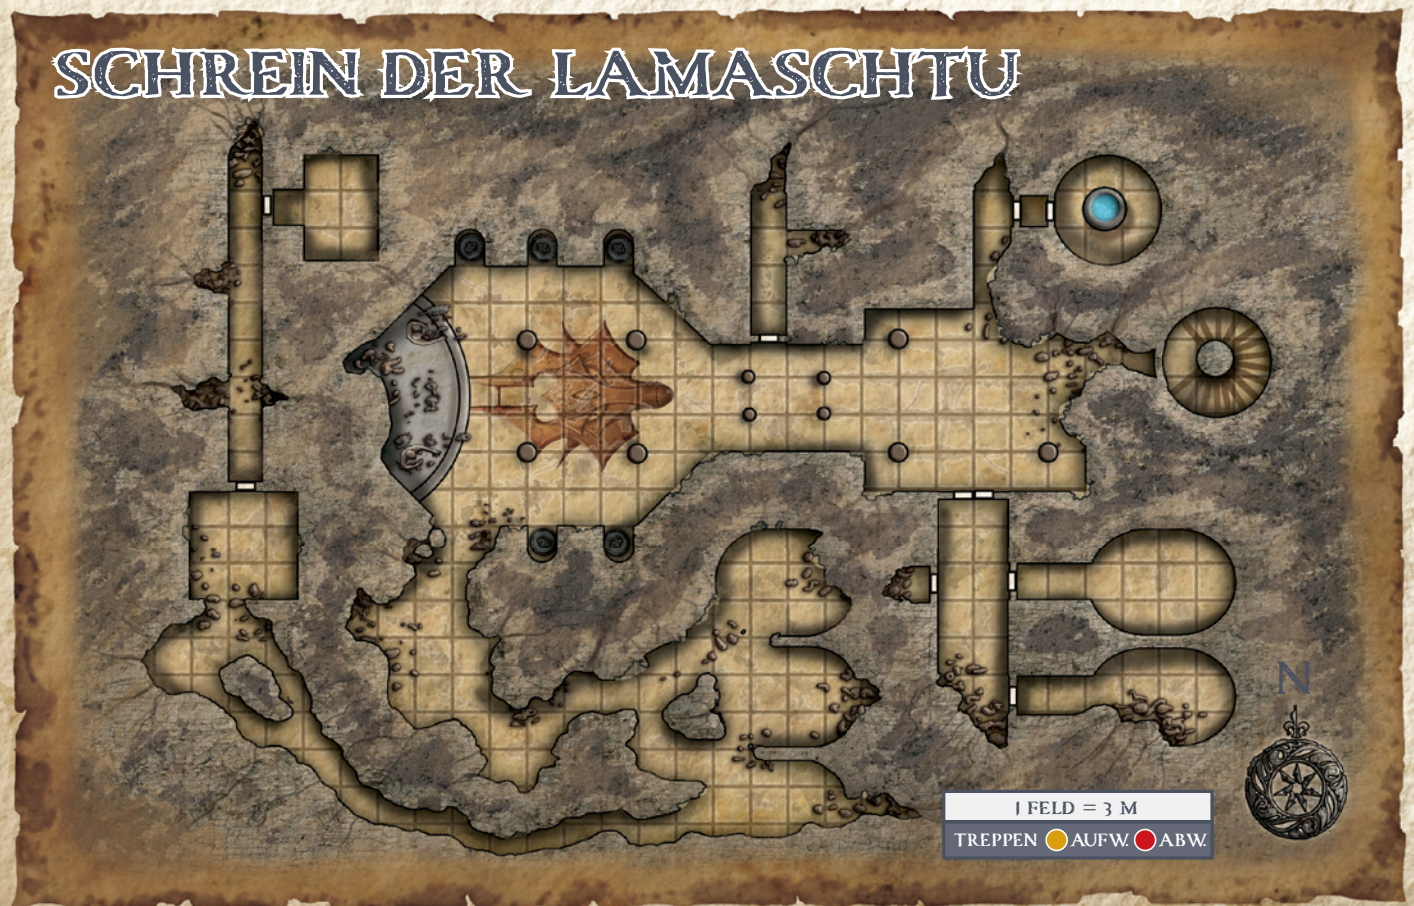 SCHREIN DER LAMASCHTU
N
1 FELD = 3 M
TREPPEN AUFW. ABW.